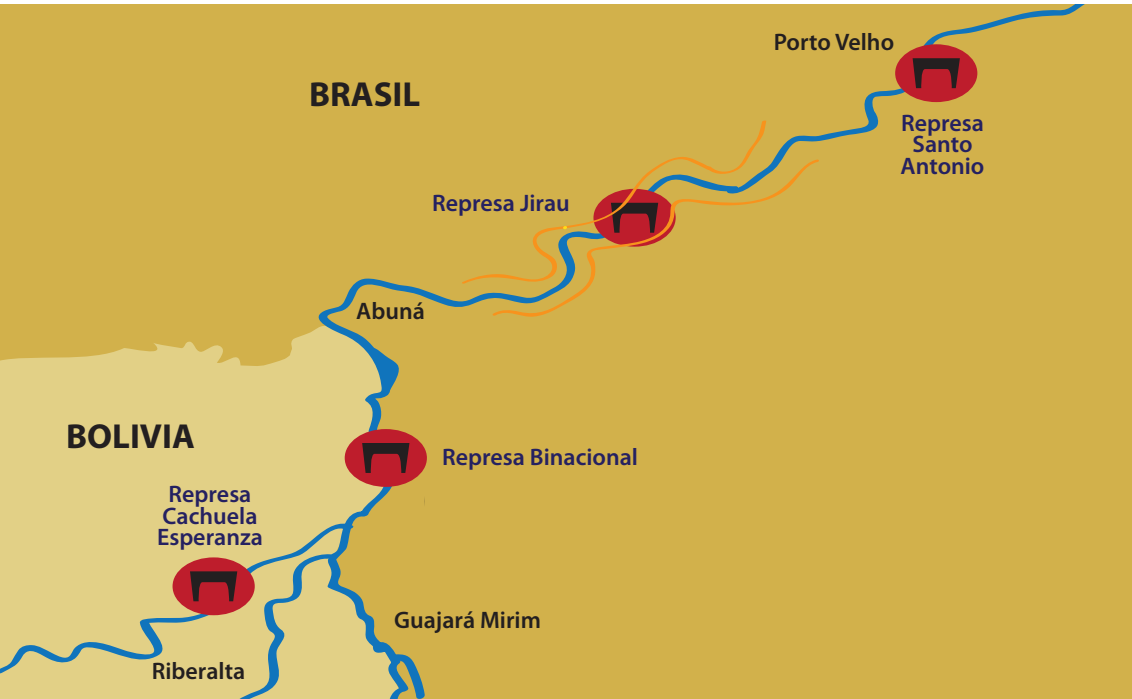 Porto Velho
BRASIL
Represa
Santo
Antonio
Represa Jirau
Abuná
BOLIVIA
Represa Binacional
Represa
Cachuela
Esperanza
Guajará Mirim
Riberalta